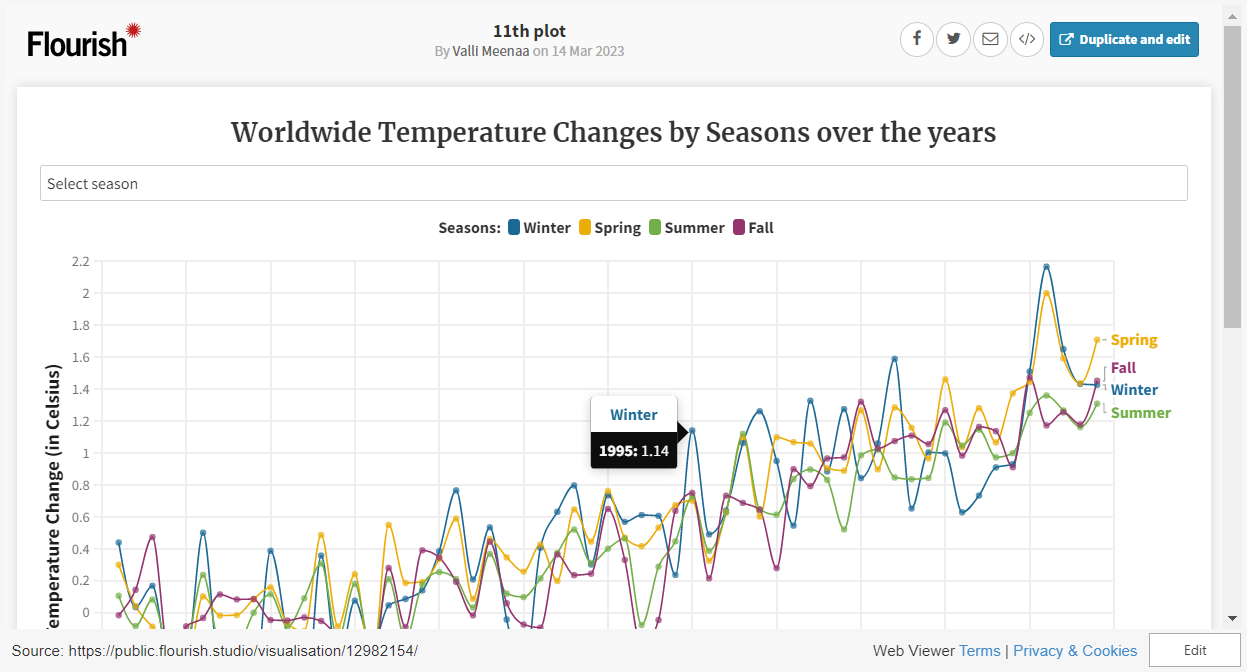 Flourish
11th plot
By Valli Meenaa on 14 Mar 2023
</>
Duplicate and edit
Worldwide Temperature Changes by Seasons over the years
Select season
Seasons: Winter Spring Summer Fall
2.2
2
1.8
1.6
1.4
1.2
1
0.8
0.6
0.4
0.2
0
emperature Change (in Celsius)
Winter
1995: 1.14
Spring
Fall
Winter
Summer
Source: https://public.flourish.studio/visualisation/12982154/
Web Viewer Terms | Privacy & Cookies
Edit